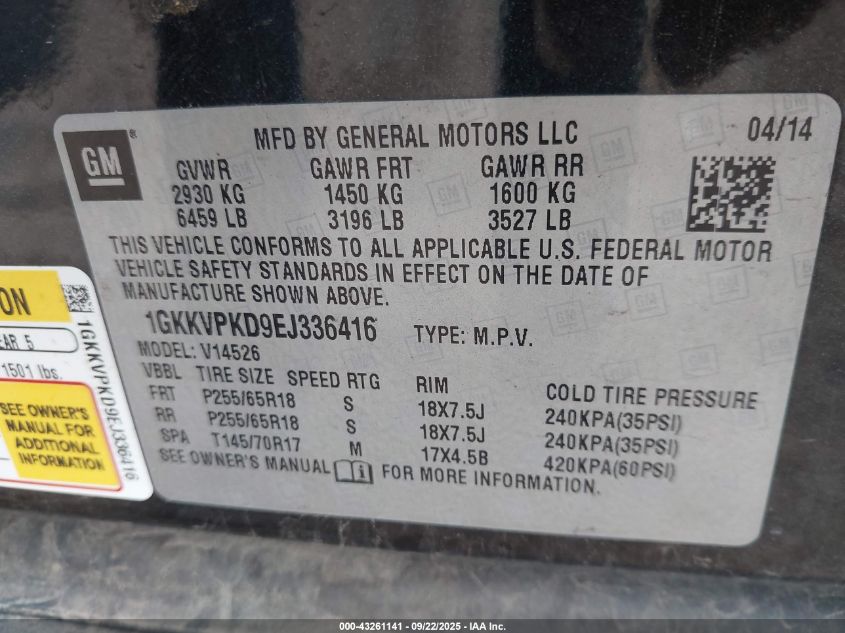 GM
MFD BY GENERAL MOTORS LLC
04/14
GVWR GAWR FRT GAWR RR
2930 KG 1450 KG 1600 KG
6459 LB 3196 LB 3527 LB
THIS VEHICLE CONFORMS TO ALL APPLICABLE U.S. FEDERAL MOTOR
VEHICLE SAFETY STANDARDS IN EFFECT ON THE DATE OF
MANUFACTURE SHOWN ABOVE.
1GKKVPKD9EJ336416 TYPE: M.P.V.
MODEL: V14526
VBBL TIRE SIZE SPEED RTG RIM COLD TIRE PRESSURE
FRT P255/65R18 S 18X7.5J 240KPA(35PSI)
RR P255/65R18 S 18X7.5J 240KPA(35PSI)
SPA T145/70R17 M 17X4.5B 420KPA(60PSI)
SEE OWNER'S MANUAL FOR MORE INFORMATION.
ON
EAR 5
1501 lbs.
SEE OWNER'S
MANUAL FOR
ADDITIONAL
INFORMATION
1GKKVPKD9EJ336416
000-43261141 - 09/22/2025 - IAA Inc.